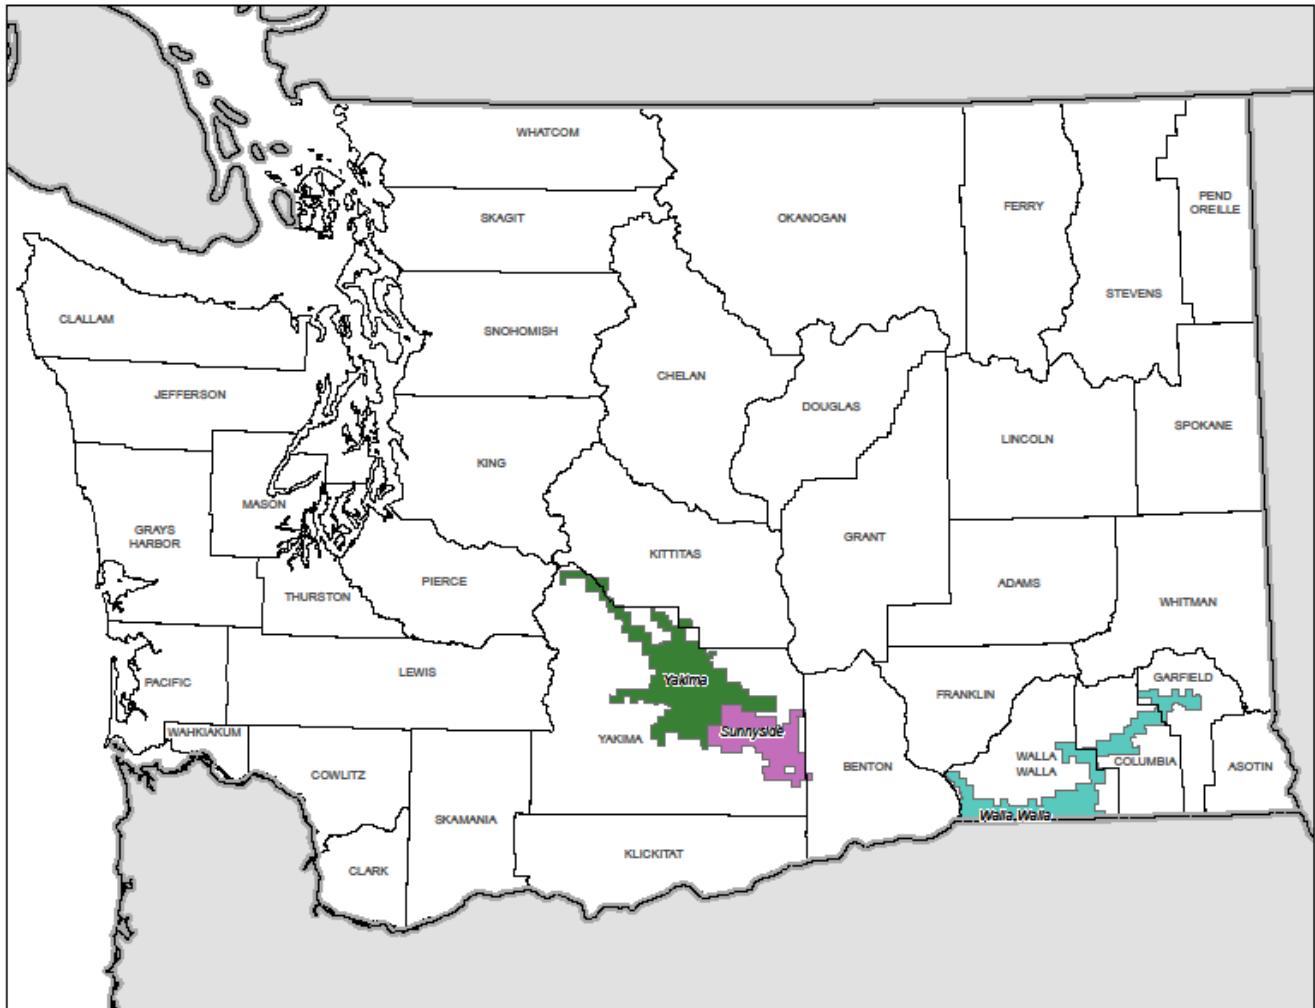 WHATCOM
PEND
OREILLE
FERRY
SKAGIT
OKANOGAN
STEVENS
CLALLAM
SNOHOMISH
CHELAN
JEFFERSON
DOUGLAS
SPOKANE
LINCOLN
KING
MASON
GRAYS
HARBOR
GRANT
KITTITAS
PIERCE
ADAMS
THURSTON
WHITMAN
LEWIS
Yakima
GARFIELD
PACIFIC
FRANKLIN
WAHKIAKUM
Sunnyside
YAKIMA
WALLA
WALLA
COLUMBIA
BENTON
ASOTIN
COWLITZ
Walla Walla
SKAMANIA
KLICKITAT
CLARK